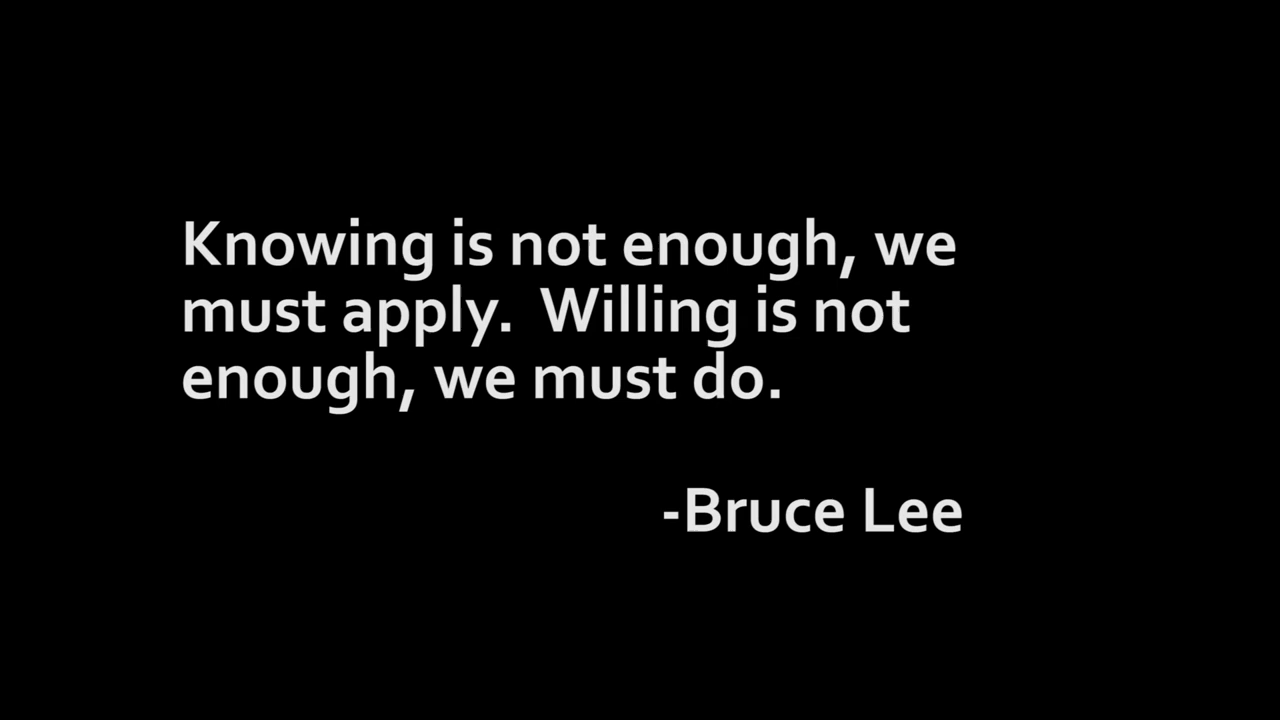 Knowing is not enough, we
must apply.  Willing is not
enough, we must do.
-Bruce Lee